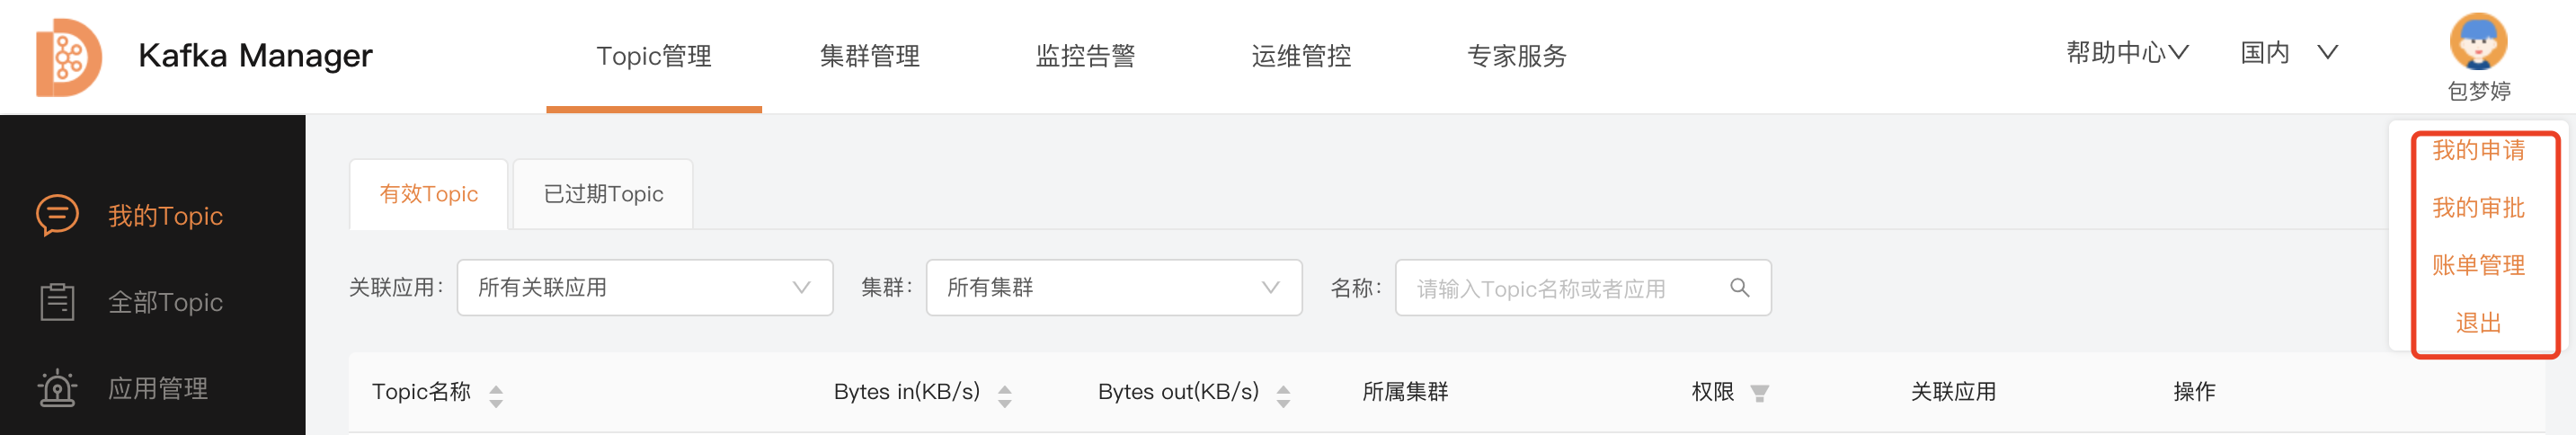 Kafka Manager
Topic管理
集群管理
监控告警
运维管控
专家服务
帮助中心
国内
包梦婷
我的申请
我的审批
账单管理
退出
我的Topic
全部Topic
应用管理
有效Topic
已过期Topic
关联应用: 所有关联应用
集群: 所有集群
名称: 请输入Topic名称或者应用
Topic名称
Bytes in(KB/s)
Bytes out(KB/s)
所属集群
权限
关联应用
操作